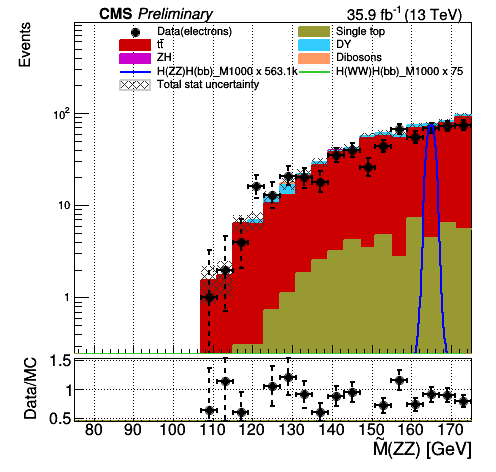 CMS Preliminary 35.9 fb⁻¹ (13 TeV)
Events
Data(electrons) Single top
tt̄ DY
ZH Dibosons
H(ZZ)H(bb)_M1000 x 563.1k H(WW)H(bb)_M1000 x 75
Total stat uncertainty
10²
10
1
Data/MC
1.5
1
0.5
80 90 100 110 120 130 140 150 160 170
M̃(ZZ) [GeV]